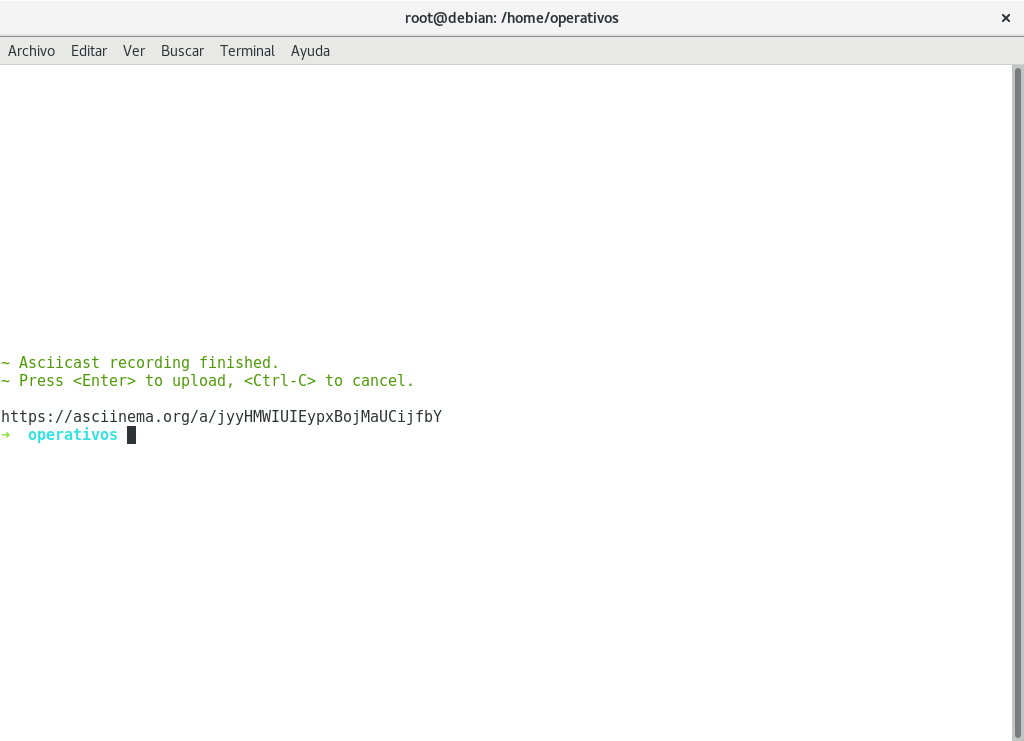 root@debian: /home/operativos
Archivo Editar Ver Buscar Terminal Ayuda
~ Asciicast recording finished.
~ Press <Enter> to upload, <Ctrl-C> to cancel.
https://asciinema.org/a/jyyHMWIUIEypxBojMaUCijfbY
➜ operativos